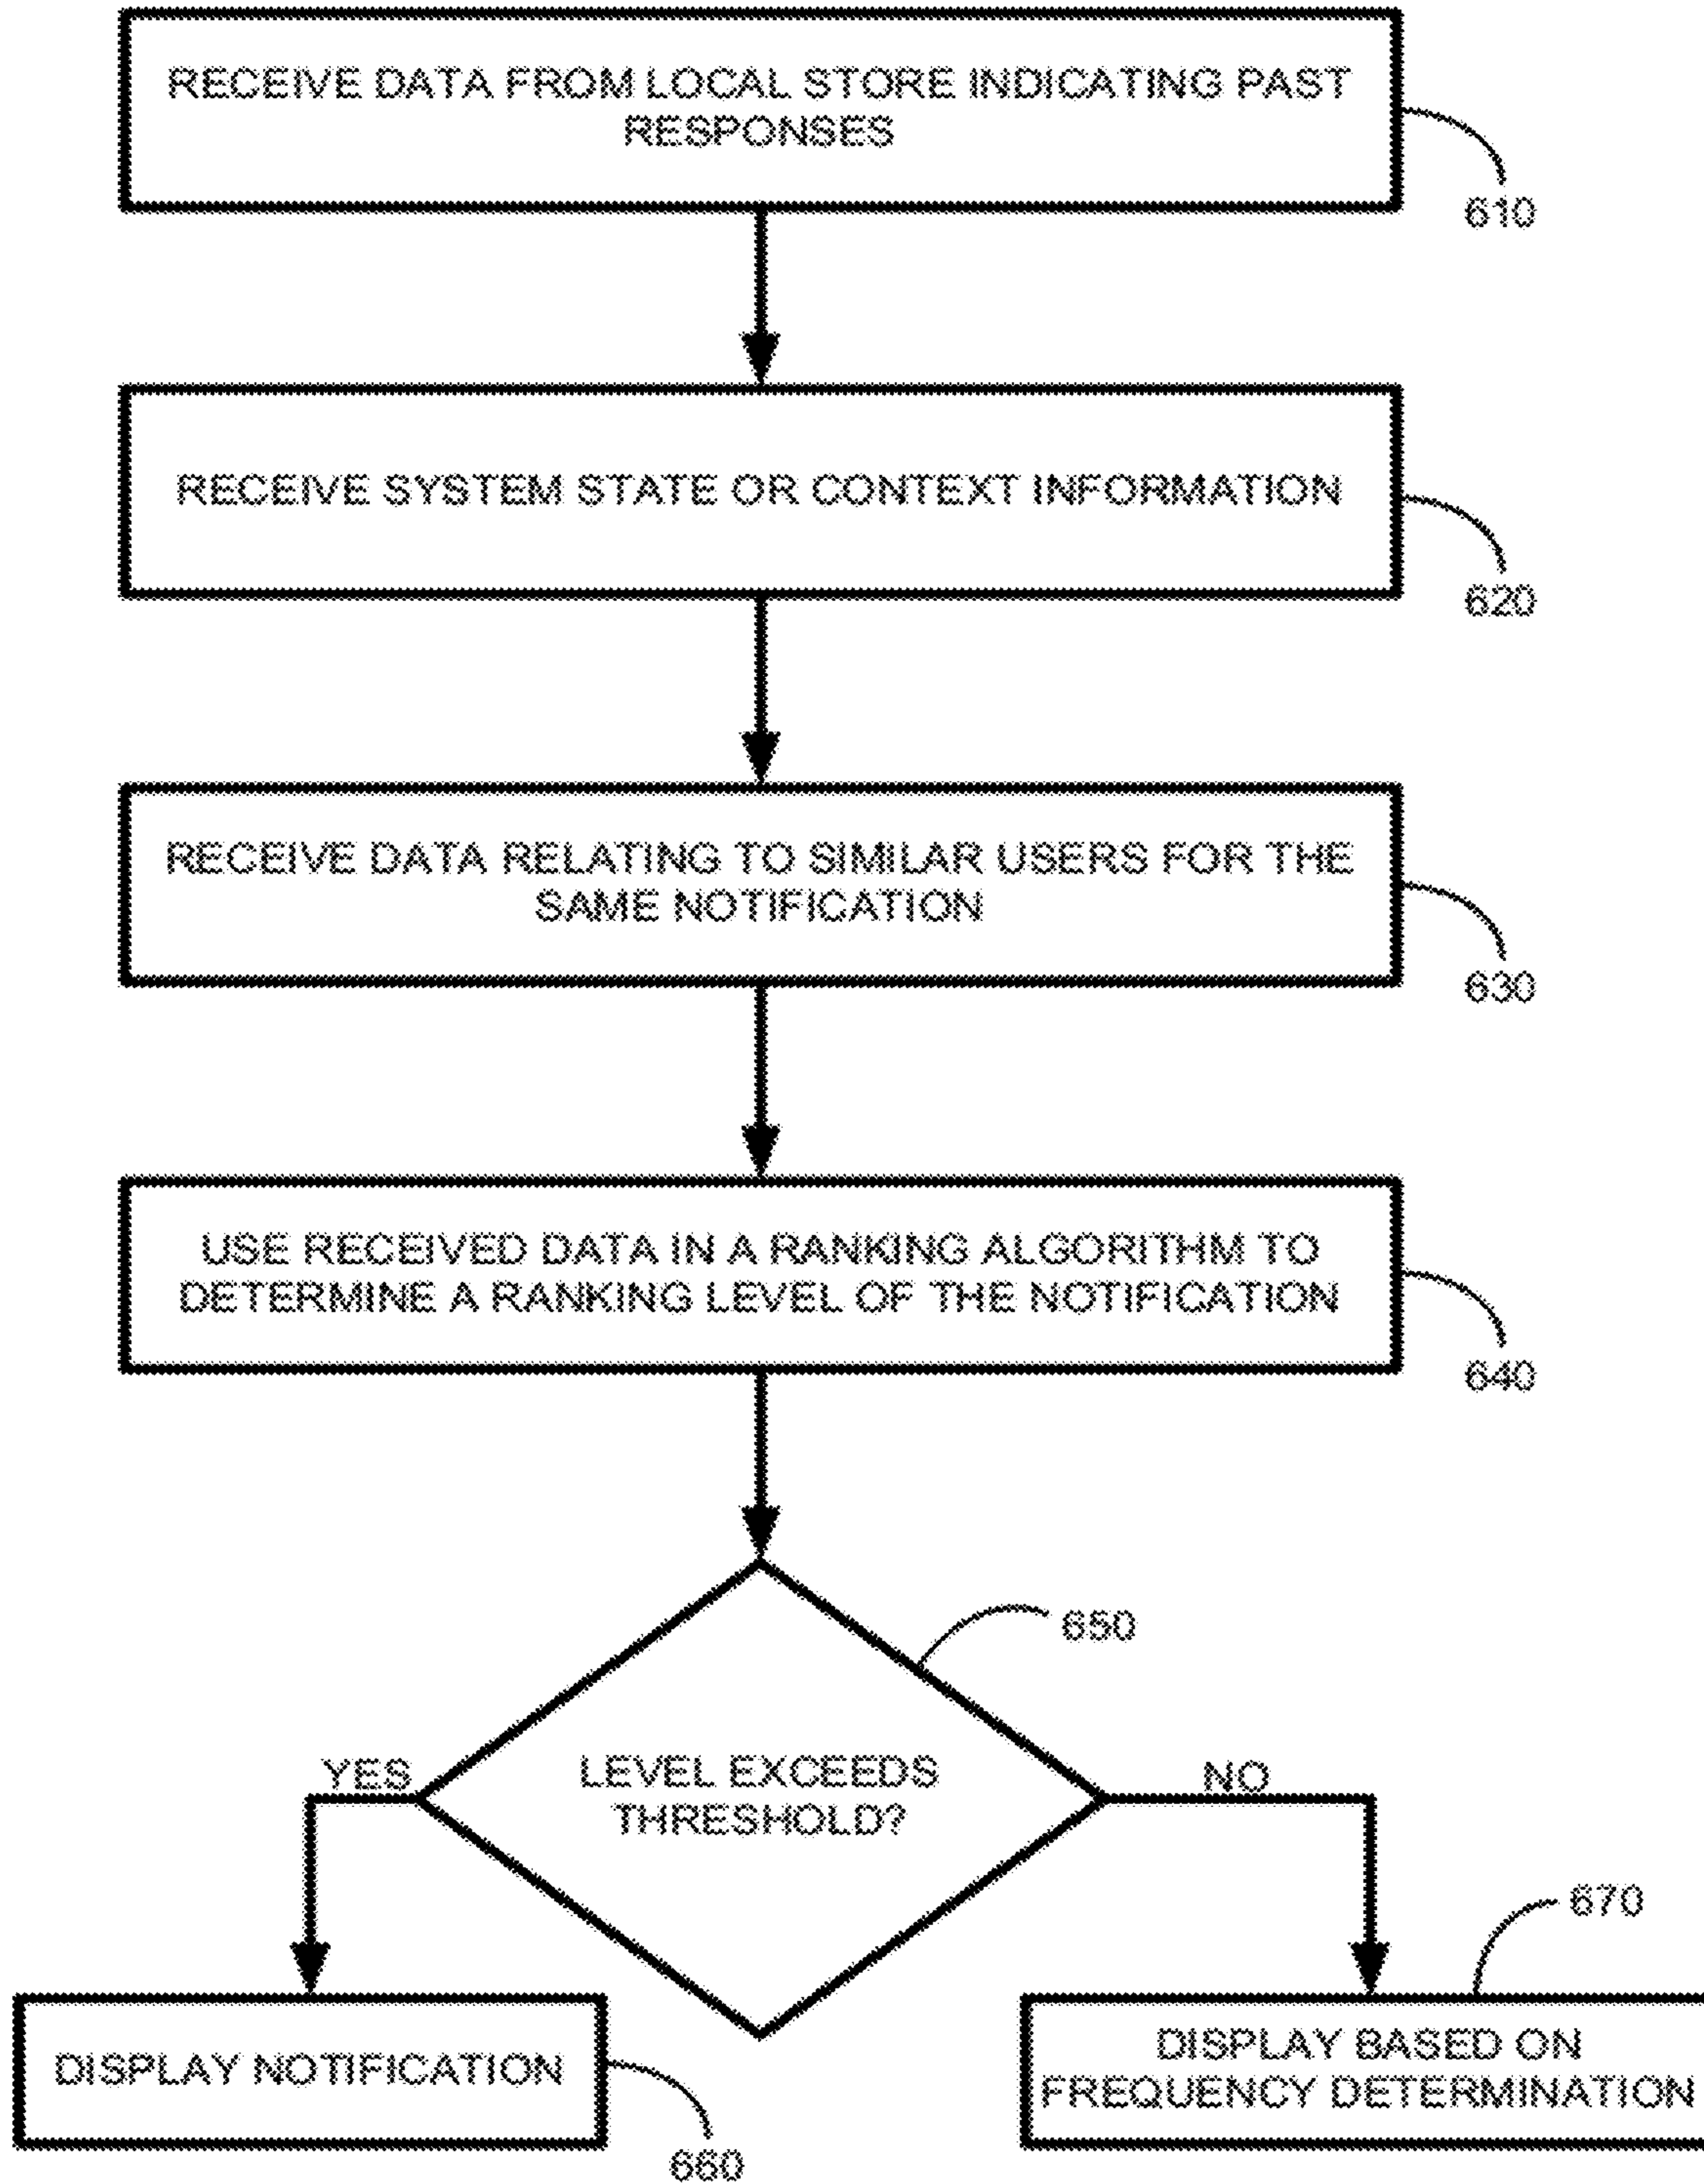 RECEIVE DATA FROM LOCAL STORE INDICATING PAST
RESPONSES
610
RECEIVE SYSTEM STATE OR CONTEXT INFORMATION
620
RECEIVE DATA RELATING TO SIMILAR USERS FOR THE
SAME NOTIFICATION
630
USE RECEIVED DATA IN A RANKING ALGORITHM TO
DETERMINE A RANKING LEVEL OF THE NOTIFICATION
640
650
YES
LEVEL EXCEEDS
THRESHOLD?
NO
670
DISPLAY NOTIFICATION
660
DISPLAY BASED ON
FREQUENCY DETERMINATION